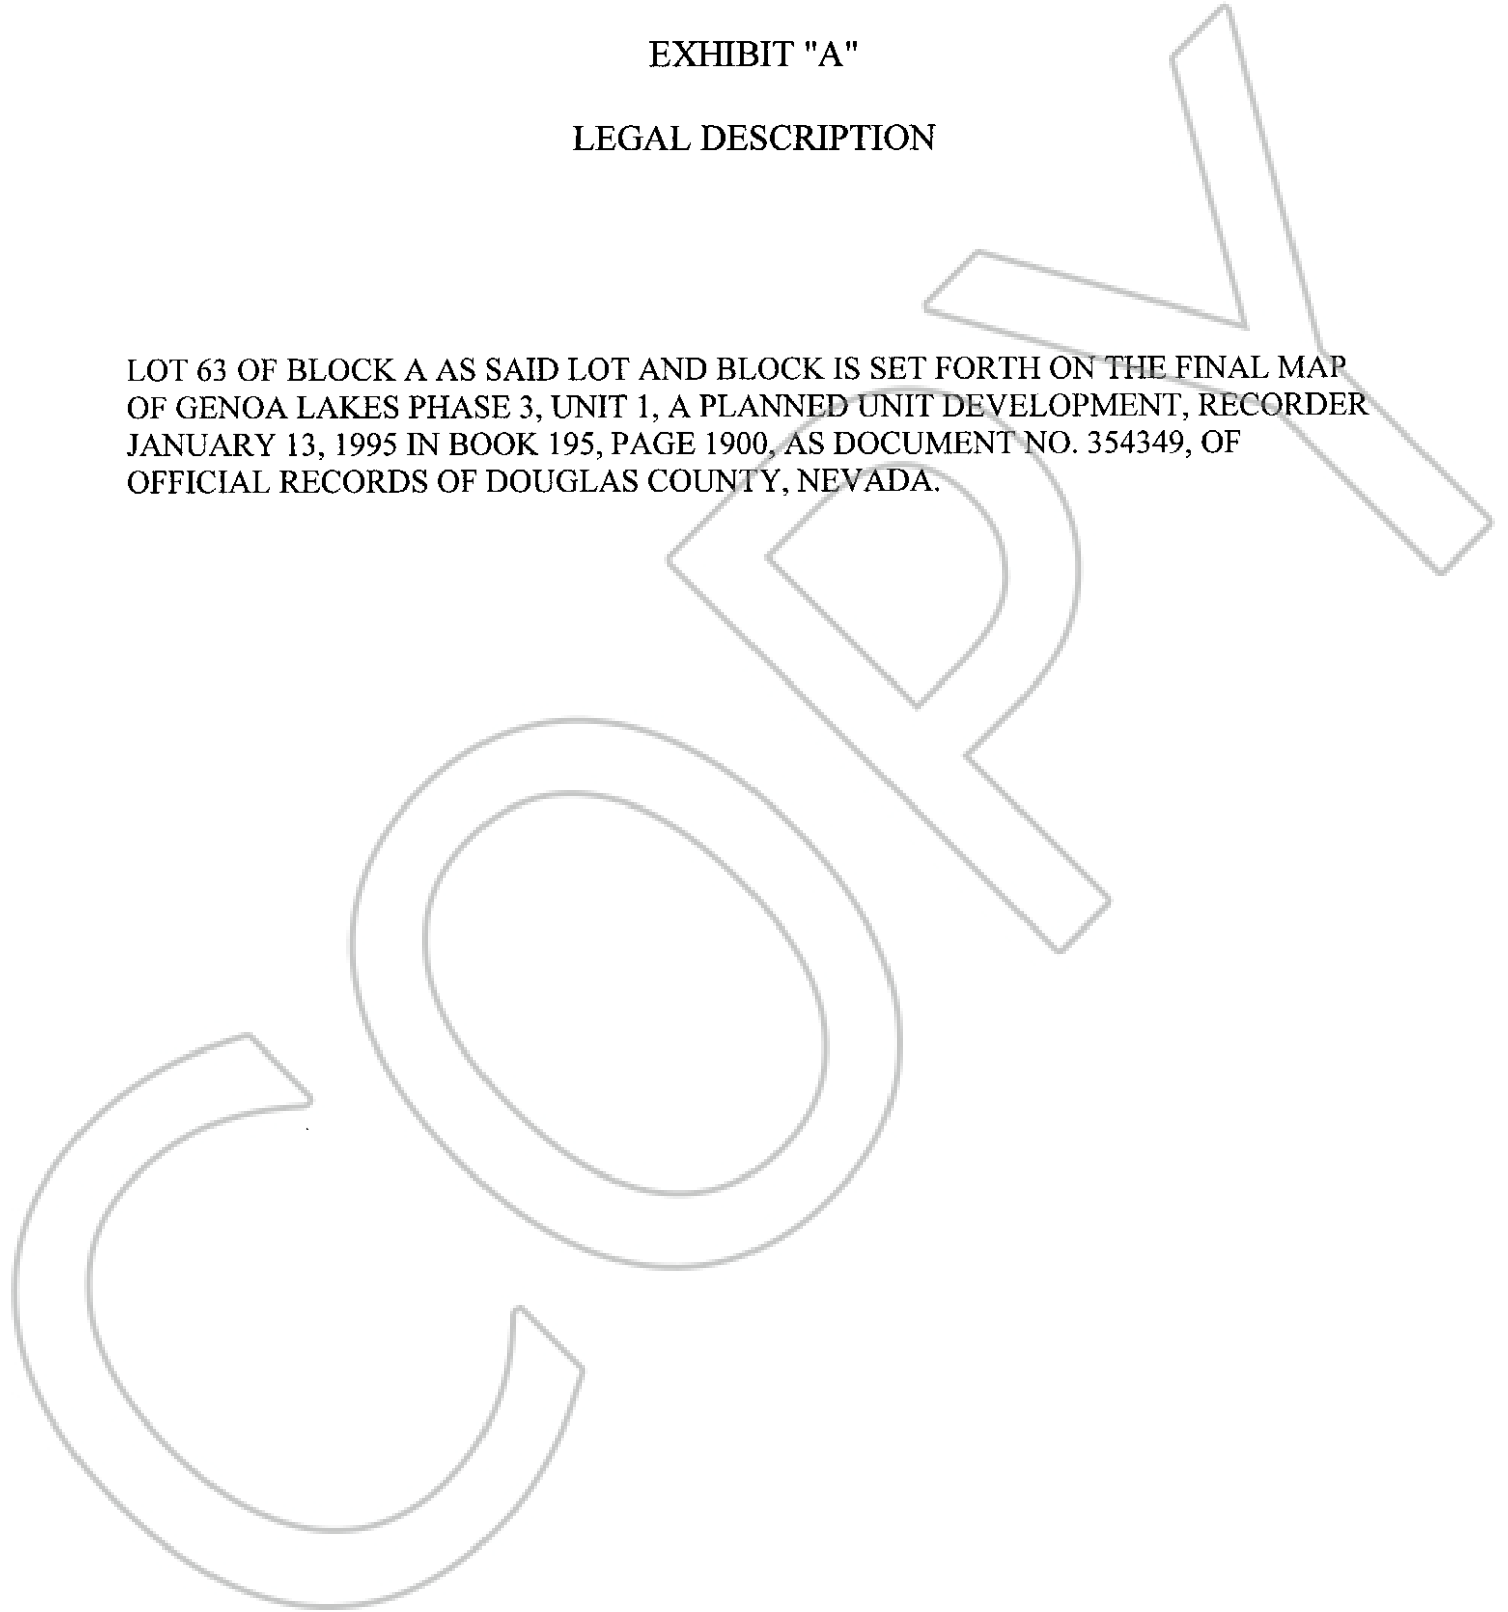 EXHIBIT "A"
LEGAL DESCRIPTION
LOT 63 OF BLOCK A AS SAID LOT AND BLOCK IS SET FORTH ON THE FINAL MAP
OF GENOA LAKES PHASE 3, UNIT 1, A PLANNED UNIT DEVELOPMENT, RECORDER
JANUARY 13, 1995 IN BOOK 195, PAGE 1900, AS DOCUMENT NO. 354349, OF
OFFICIAL RECORDS OF DOUGLAS COUNTY, NEVADA.
COPY